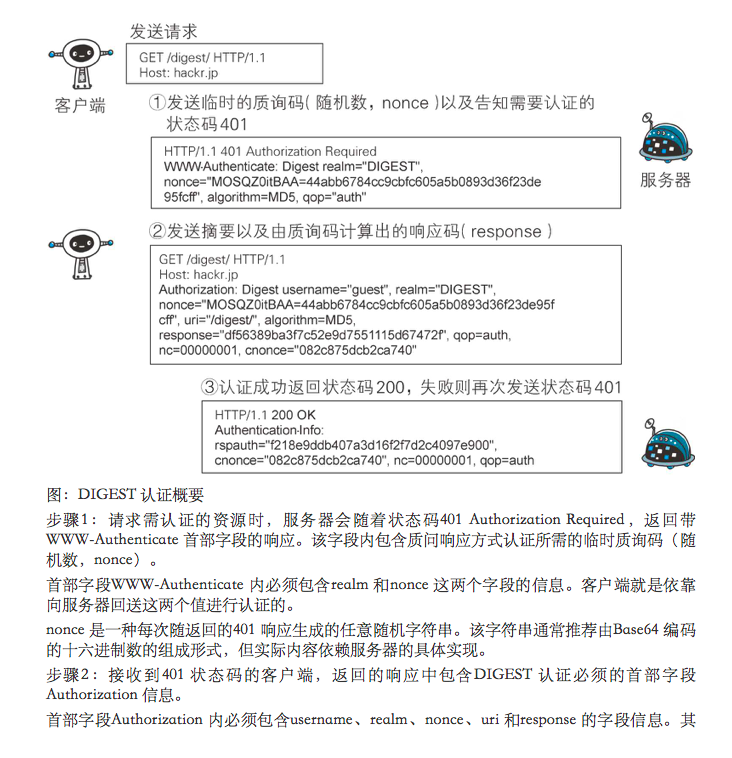 发送请求
GET /digest/ HTTP/1.1
Host: hackr.jp
客户端
①发送临时的质询码(随机数，nonce)以及告知需要认证的
状态码401
HTTP/1.1 401 Authorization Required
WWW-Authenticate: Digest realm="DIGEST",
nonce="MOSQZ0itBAA=44abb6784cc9cbfc605a5b0893d36f23de
95fcff", algorithm=MD5, qop="auth"
服务器
②发送摘要以及由质询码计算出的响应码(response)
GET /digest/ HTTP/1.1
Host: hackr.jp
Authorization: Digest username="guest", realm="DIGEST",
nonce="MOSQZ0itBAA=44abb6784cc9cbfc605a5b0893d36f23de95f
cff", uri="/digest/", algorithm=MD5,
response="df56389ba3f7c52e9d7551115d67472f", qop=auth,
nc=00000001, cnonce="082c875dcb2ca740"
③认证成功返回状态码200，失败则再次发送状态码401
HTTP/1.1 200 OK
Authentication-Info:
rspauth="f218e9ddb407a3d16f2f7d2c4097e900",
cnonce="082c875dcb2ca740", nc=00000001, qop=auth
图：DIGEST 认证概要
步骤1：请求需认证的资源时，服务器会随着状态码401 Authorization Required，返回带
WWW-Authenticate 首部字段的响应。该字段内包含质问响应方式认证所需的临时质询码（随
机数，nonce）。
首部字段WWW-Authenticate 内必须包含realm 和nonce 这两个字段的信息。客户端就是依靠
向服务器回送这两个值进行认证的。
nonce 是一种每次随返回的401 响应生成的任意随机字符串。该字符串通常推荐由Base64 编码
的十六进制数的组成形式，但实际内容依赖服务器的具体实现。
步骤2：接收到401 状态码的客户端，返回的响应中包含DIGEST 认证必须的首部字段
Authorization 信息。
首部字段Authorization 内必须包含username、realm、nonce、uri 和response 的字段信息。其